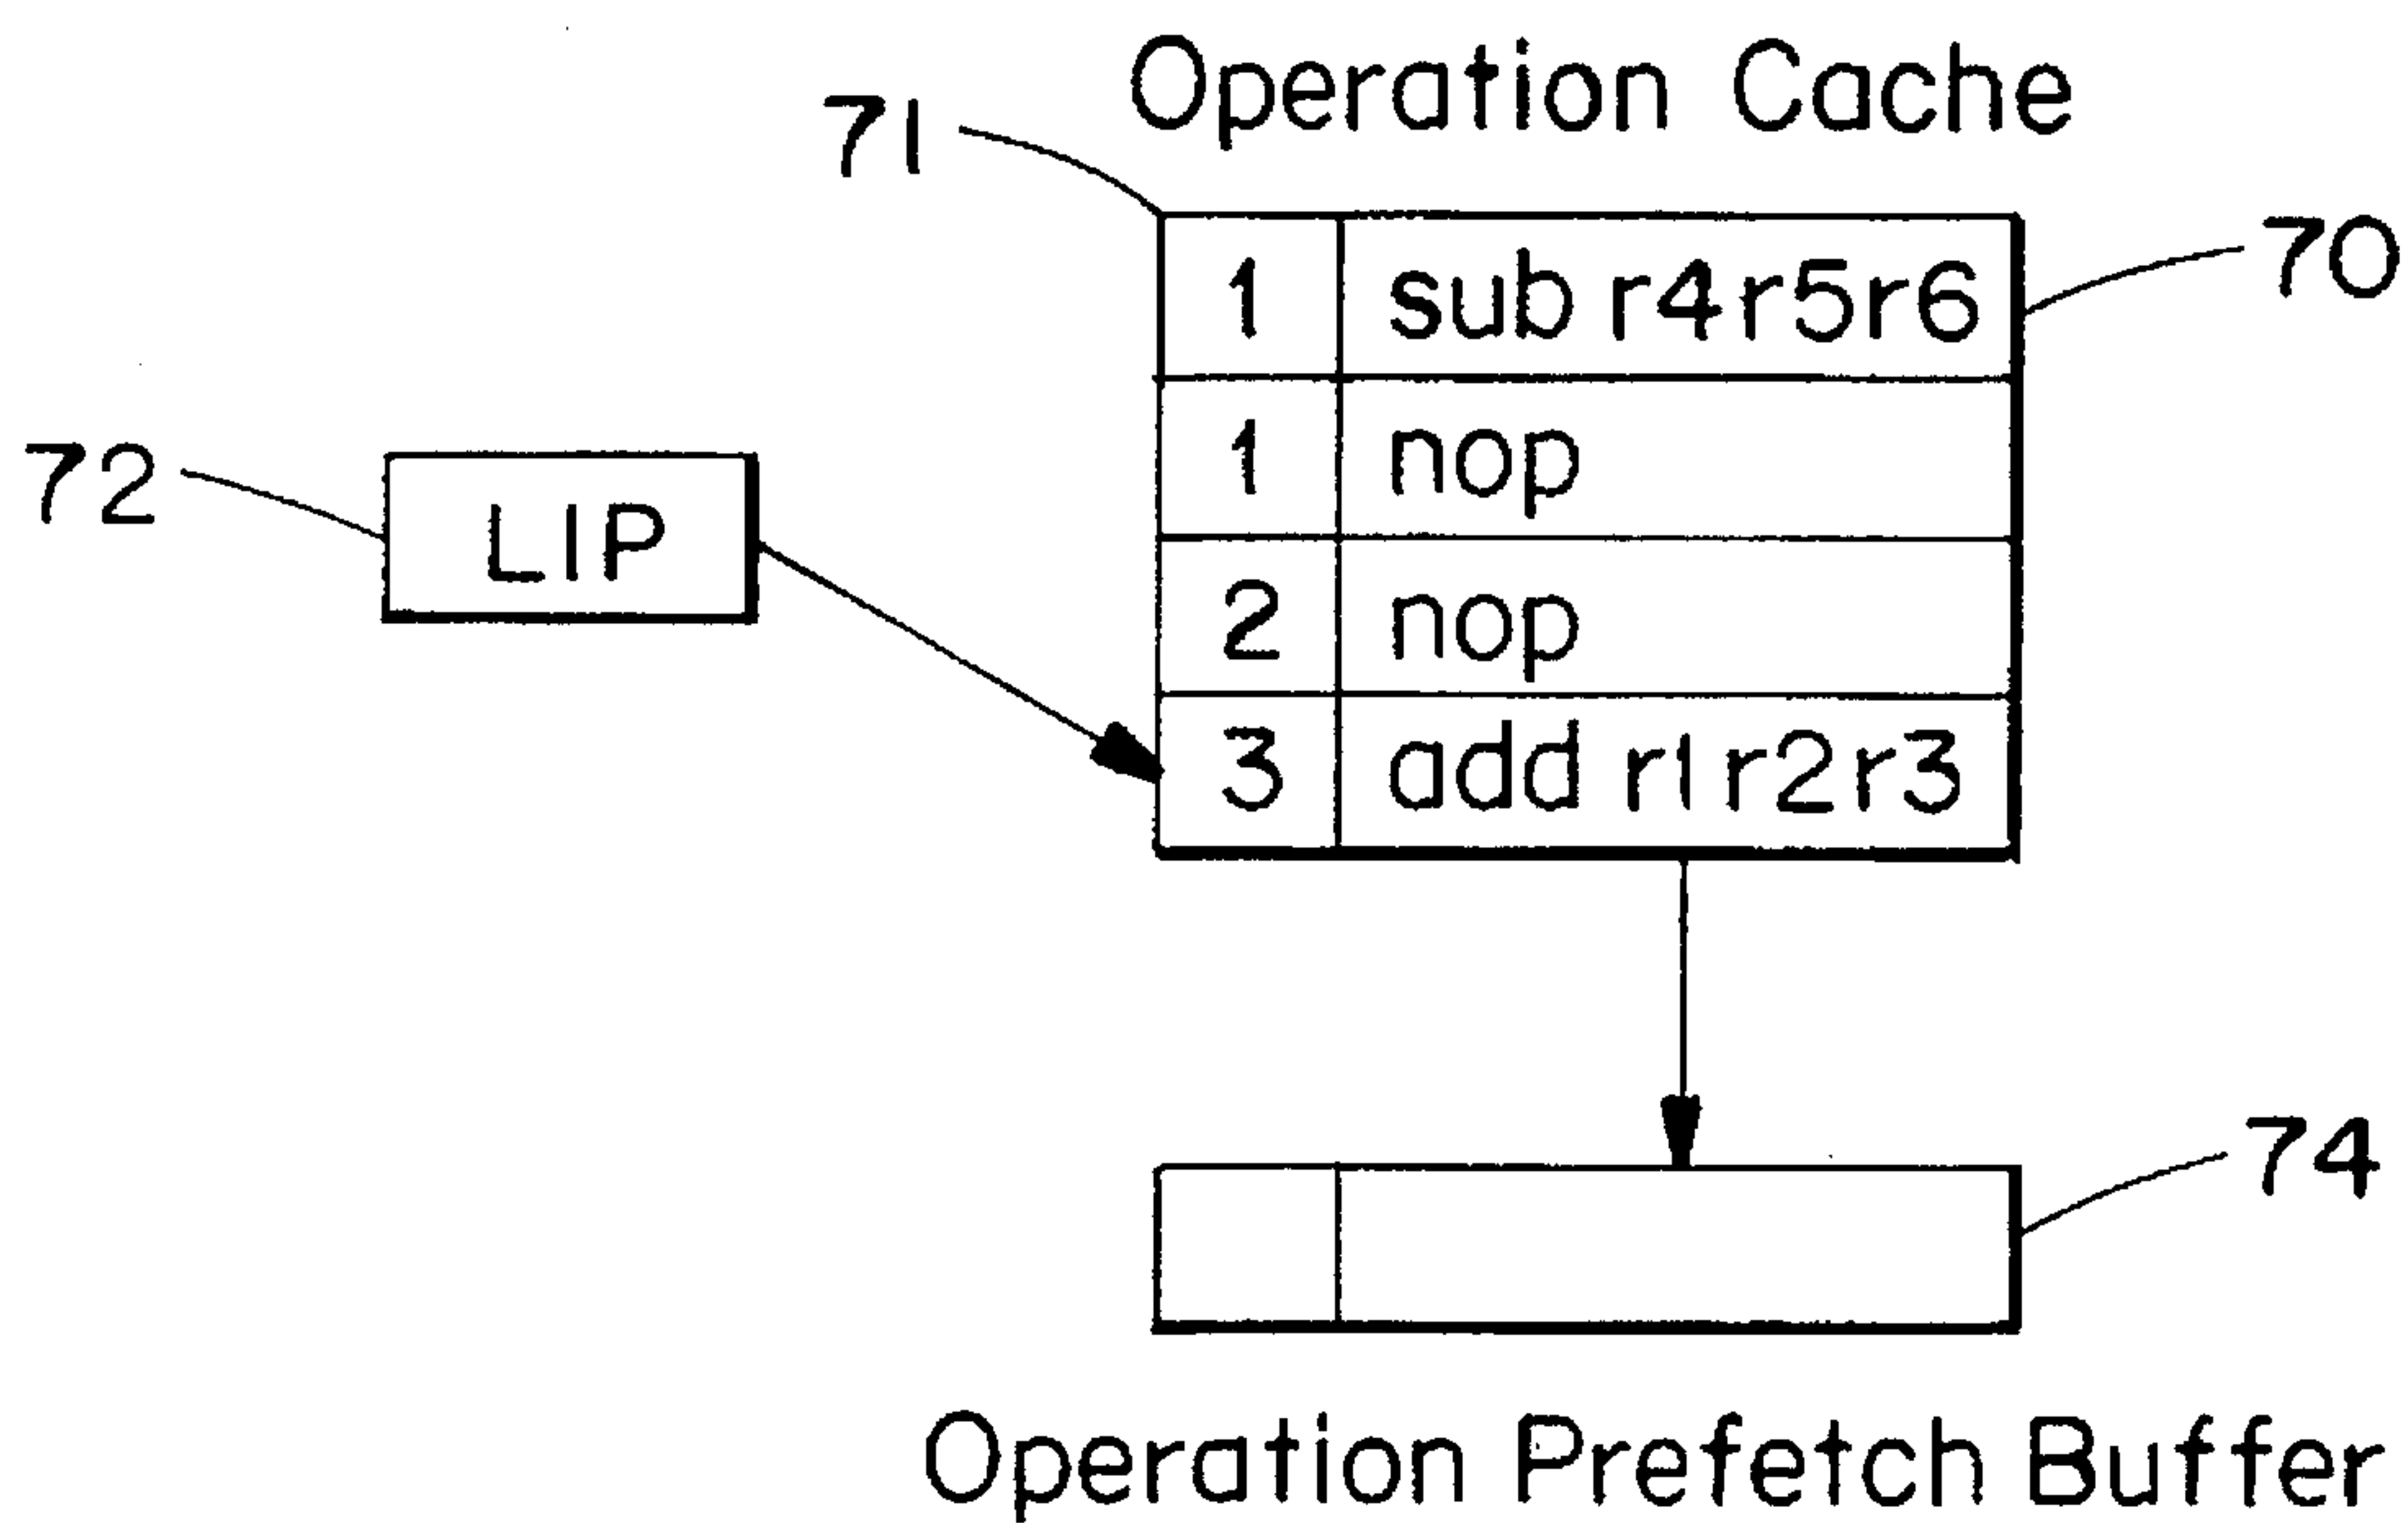 Operation Cache
71
1 sub r4r5r6
70
1 nop
72
LIP
2 nop
3 add r1r2r3
74
Operation Prefetch Buffer